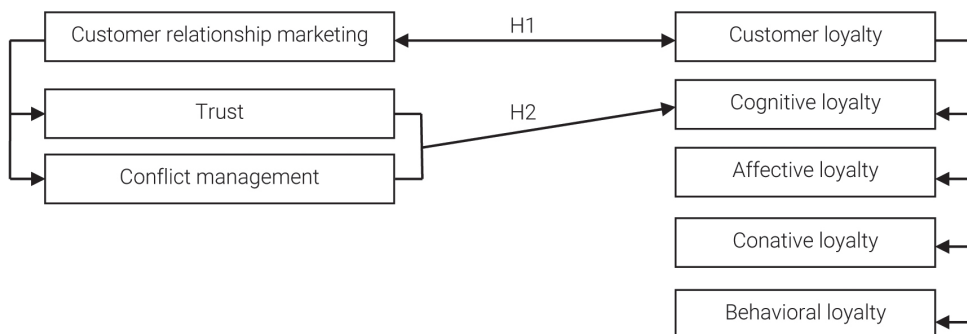 Customer relationship marketing
H1
Customer loyalty
Trust
H2
Cognitive loyalty
Conflict management
Affective loyalty
Conative loyalty
Behavioral loyalty